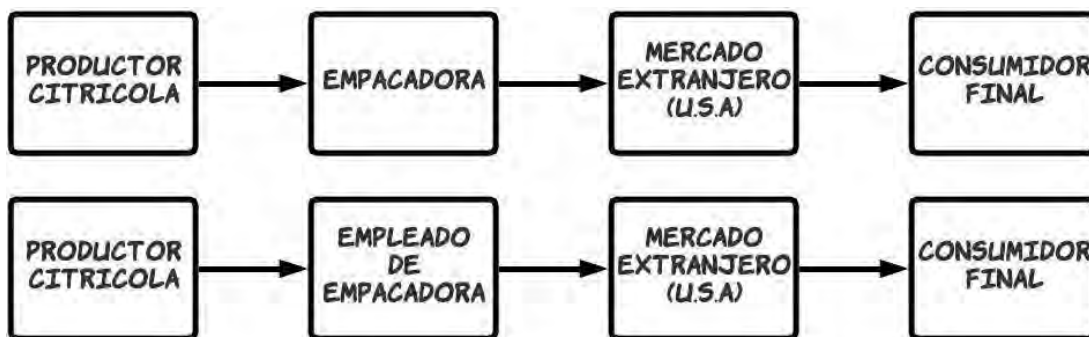 PRODUCTOR
CITRICOLA
EMPACADORA
MERCADO
EXTRANJERO
(U.S.A)
CONSUMIDOR
FINAL
PRODUCTOR
CITRICOLA
EMPLEADO
DE
EMPACADORA
MERCADO
EXTRANJERO
(U.S.A)
CONSUMIDOR
FINAL